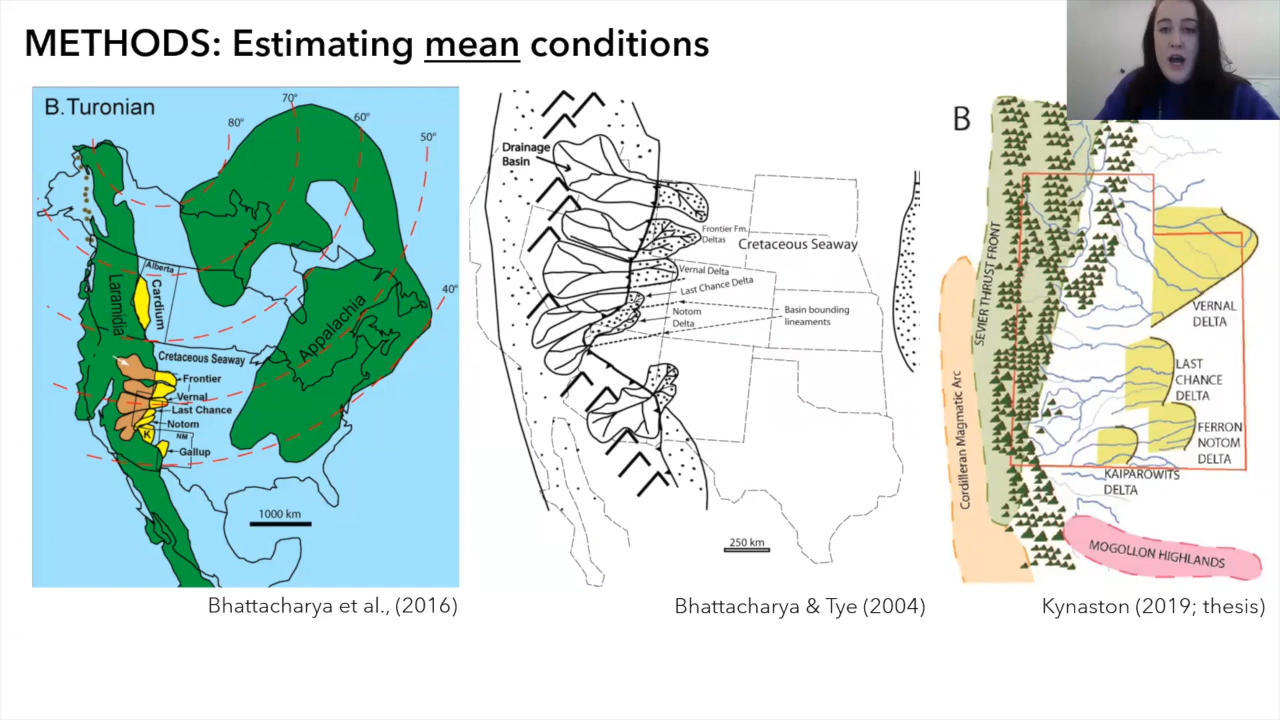 METHODS: Estimating mean conditions
B.Turonian
80°
70°
60°
50°
40°
Alberta
Laramidia
Cardium
Appalachia
Cretaceous Seaway
Frontier
Vernal
Last Chance
Notom
K
NM
Gallup
1000 km
Bhattacharya et al., (2016)
Drainage
Basin
Frontier Fm.
Deltas
Cretaceous Seaway
Vernal Delta
Last Chance Delta
Notom
Delta
Basin bounding
lineaments
250 km
Bhattacharya & Tye (2004)
B
SEVIER THRUST FRONT
Cordilleran Magmatic Arc
VERNAL
DELTA
LAST
CHANCE
DELTA
FERRON
NOTOM
DELTA
KAIPAROWITS
DELTA
MOGOLLON HIGHLANDS
Kynaston (2019; thesis)